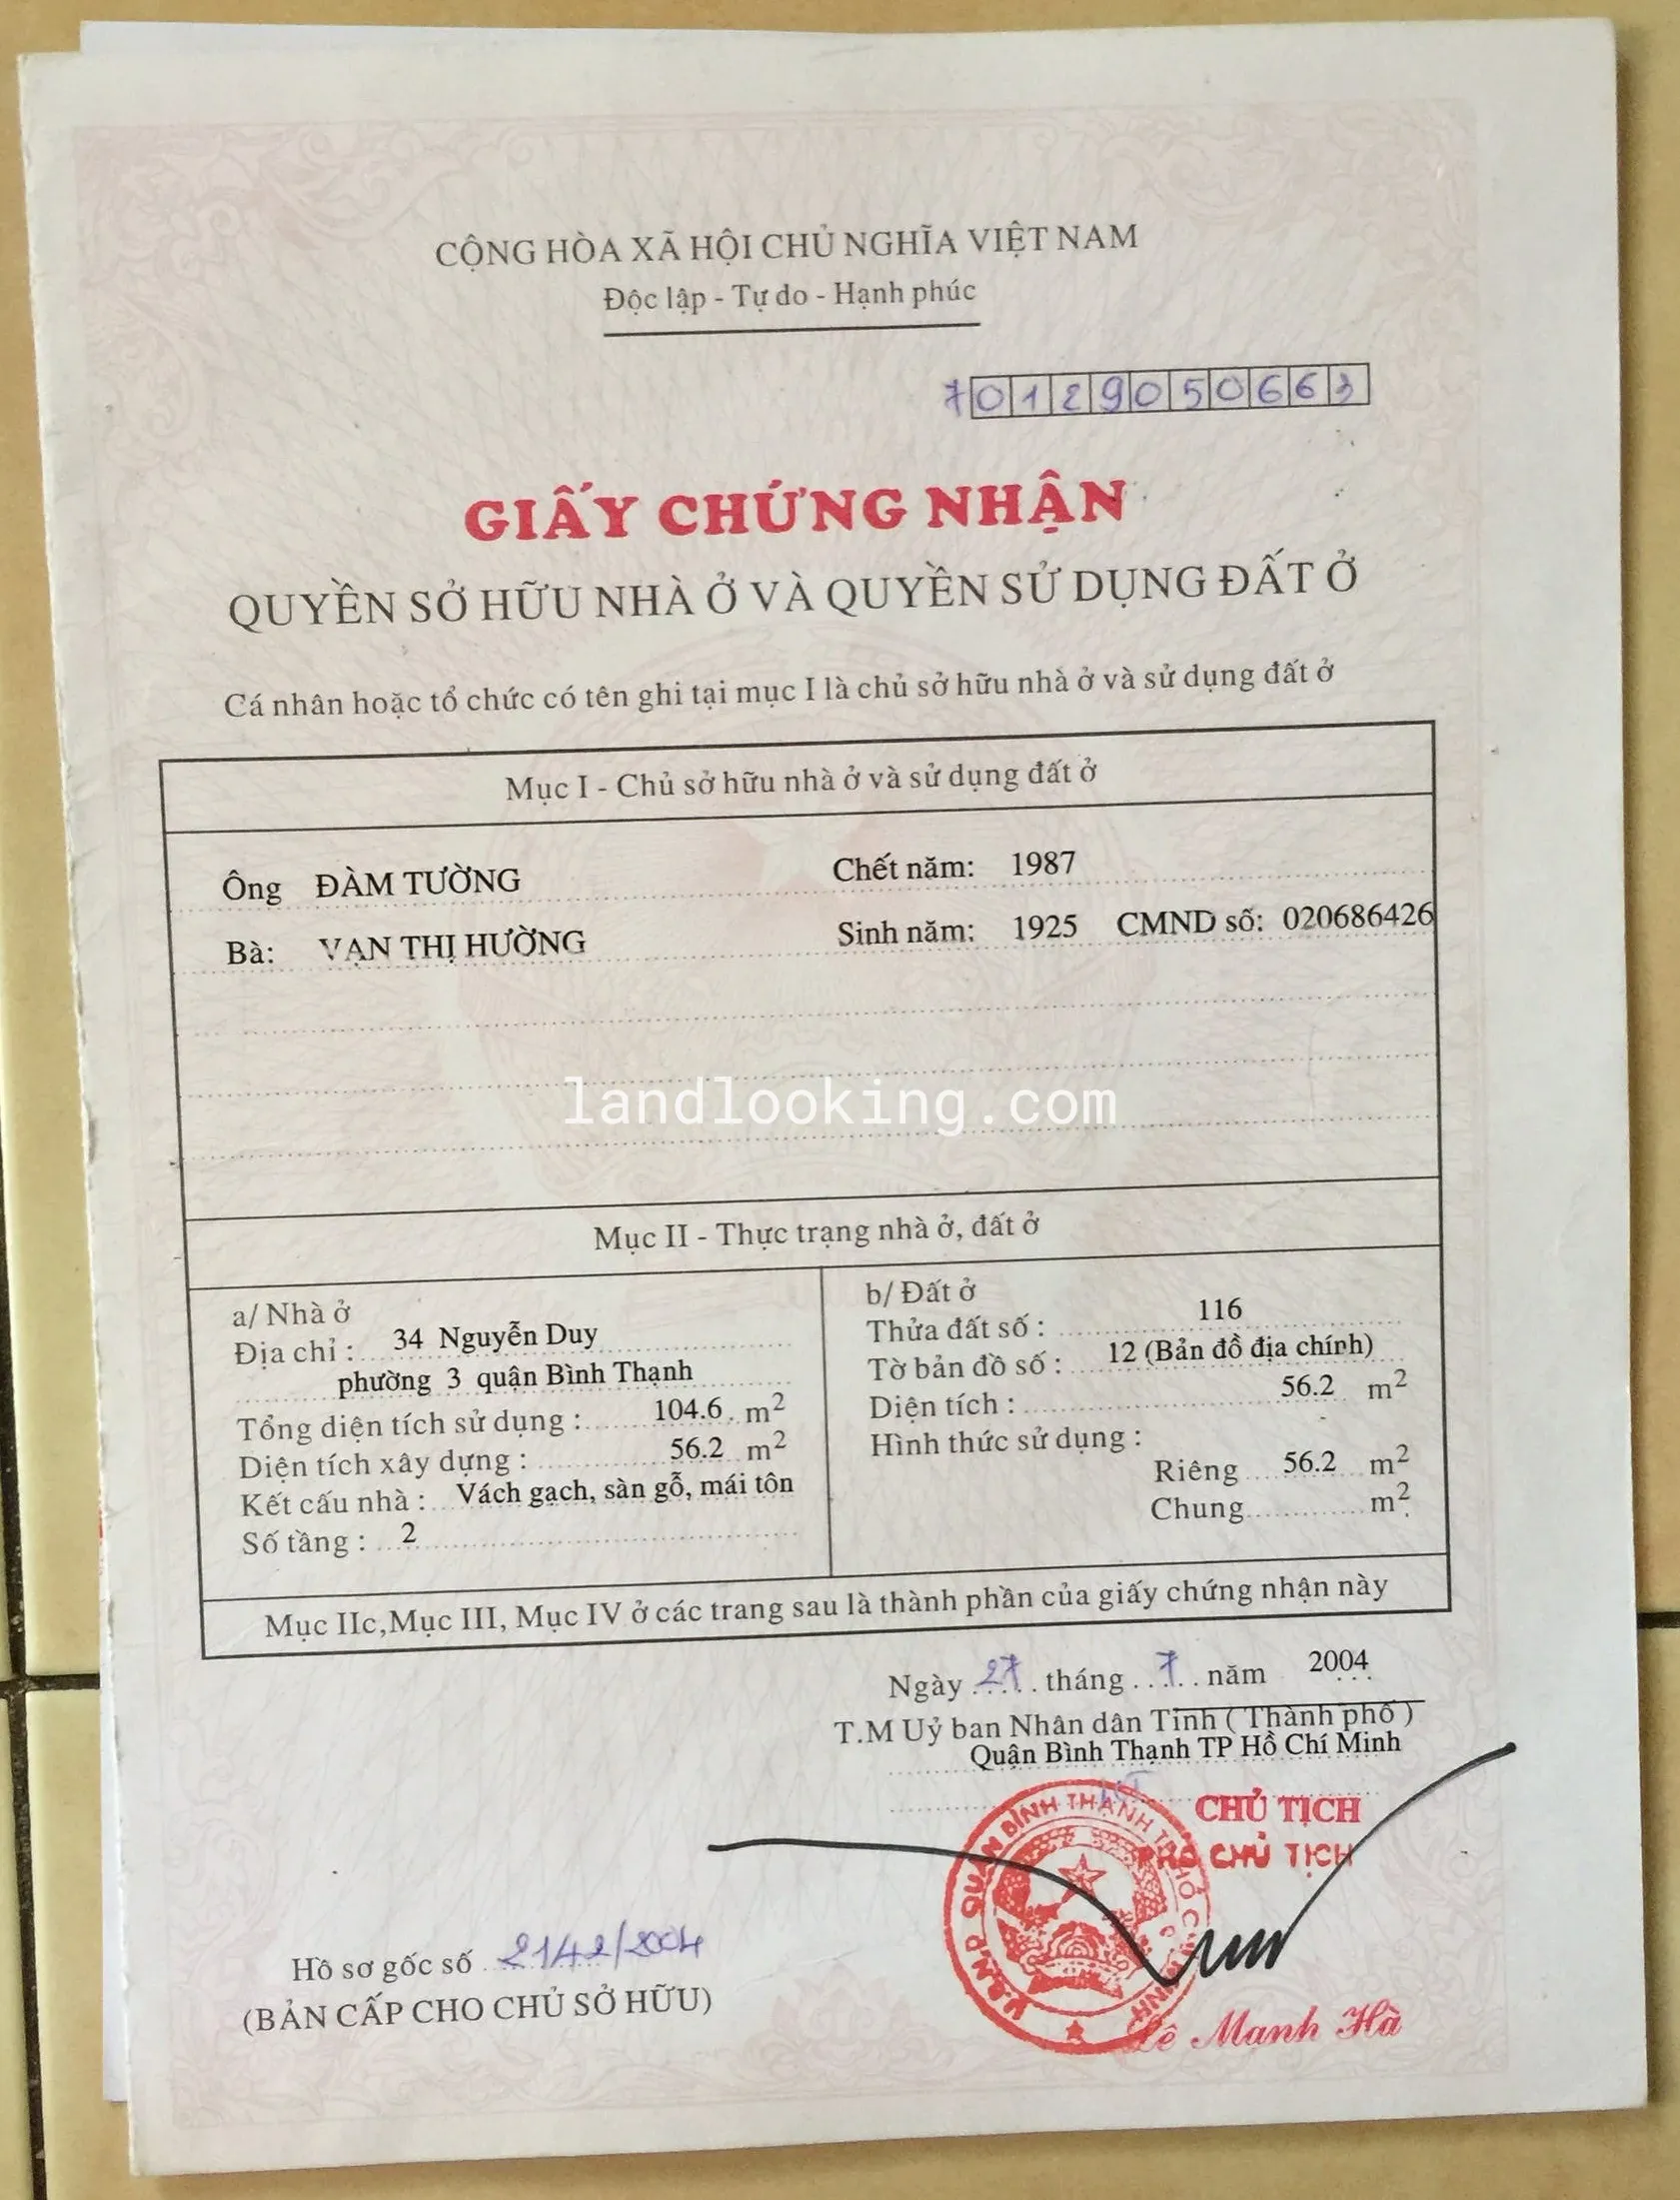 CỘNG HÒA XÃ HỘI CHỦ NGHĨA VIỆT NAM
Độc lập - Tự do - Hạnh phúc
70129050663
GIẤY CHỨNG NHẬN
QUYỀN SỞ HỮU NHÀ Ở VÀ QUYỀN SỬ DỤNG ĐẤT Ở
Cá nhân hoặc tổ chức có tên ghi tại mục I là chủ sở hữu nhà ở và sử dụng đất ở
Mục I - Chủ sở hữu nhà ở và sử dụng đất ở
Ông ĐÀM TƯỜNG Chết năm: 1987
Bà: VẠN THỊ HƯỜNG Sinh năm: 1925 CMND số: 020686426
landlooking.com
Mục II - Thực trạng nhà ở, đất ở
a/ Nhà ở
Địa chỉ : 34 Nguyễn Duy
phường 3 quận Bình Thạnh
Tổng diện tích sử dụng : 104.6 m²
Diện tích xây dựng : 56.2 m²
Kết cấu nhà : Vách gạch, sàn gỗ, mái tôn
Số tầng : 2
b/ Đất ở
Thửa đất số : 116
Tờ bản đồ số : 12 (Bản đồ địa chính)
Diện tích : 56.2 m²
Hình thức sử dụng :
Riêng 56.2 m²
Chung m²
Mục IIc,Mục III, Mục IV ở các trang sau là thành phần của giấy chứng nhận này
Ngày 27 tháng 7 năm 2004
T.M Uỷ ban Nhân dân Tỉnh ( Thành phố )
Quận Bình Thạnh TP Hồ Chí Minh
CHỦ TỊCH
PHÓ CHỦ TỊCH
U.B.N.D QUẬN BÌNH THẠNH T.P HỒ CHÍ MINH
Lê Mạnh Hà
Hồ sơ gốc số 2142/2004
(BẢN CẤP CHO CHỦ SỞ HỮU)